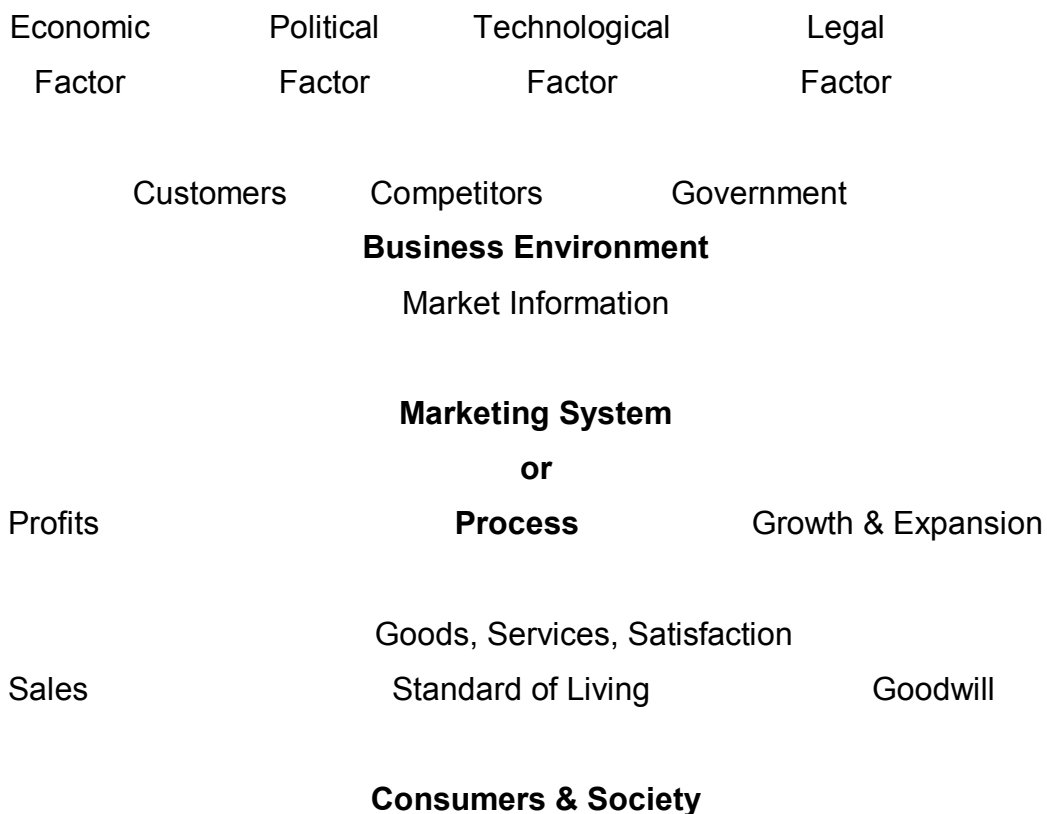 Economic Political Technological Legal
Factor Factor Factor Factor
Customers Competitors Government
Business Environment
Market Information
Marketing System
or
Profits Process Growth & Expansion
Goods, Services, Satisfaction
Sales Standard of Living Goodwill
Consumers & Society